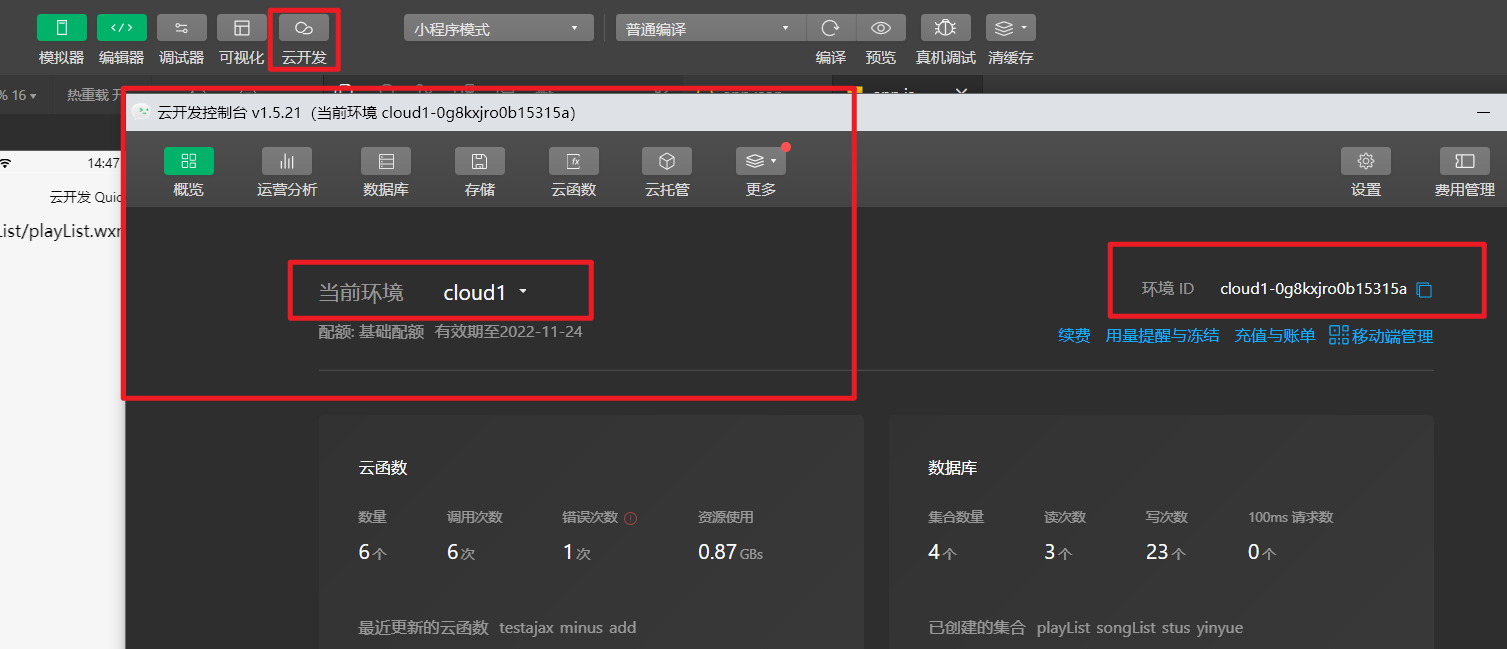 小程序模式 普通编译
模拟器 编辑器 调试器 可视化 云开发 编译 预览 真机调试 清缓存
% 16 热重载 开
云开发控制台 v1.5.21（当前环境 cloud1-0g8kxjro0b15315a）
14:47
概览 运营分析 数据库 存储 云函数 云托管 更多 设置 费用管理
云开发 Quic
List/playList.wxm
当前环境 cloud1 环境 ID cloud1-0g8kxjro0b15315a
配额: 基础配额 有效期至2022-11-24 续费 用量提醒与冻结 充值与账单 移动端管理
云函数 数据库
数量 调用次数 错误次数 资源使用 集合数量 读次数 写次数 100ms 请求数
6个 6次 1次 0.87GBs 4个 3个 23个 0个
最近更新的云函数 testajax minus add 已创建的集合 playList songList stus yinyue